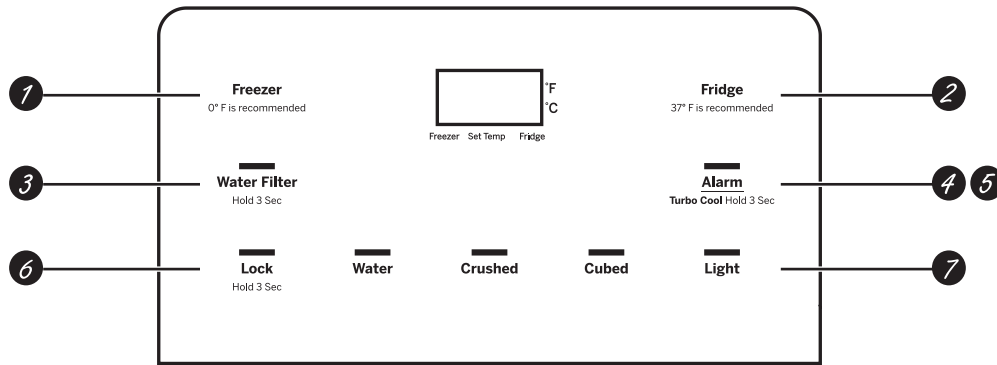 1
Freezer
0° F is recommended
°F
°C
Freezer Set Temp Fridge
Fridge
37° F is recommended
2
3
Water Filter
Hold 3 Sec
Alarm
Turbo Cool Hold 3 Sec
4 5
6
Lock
Hold 3 Sec
Water
Crushed
Cubed
Light
7